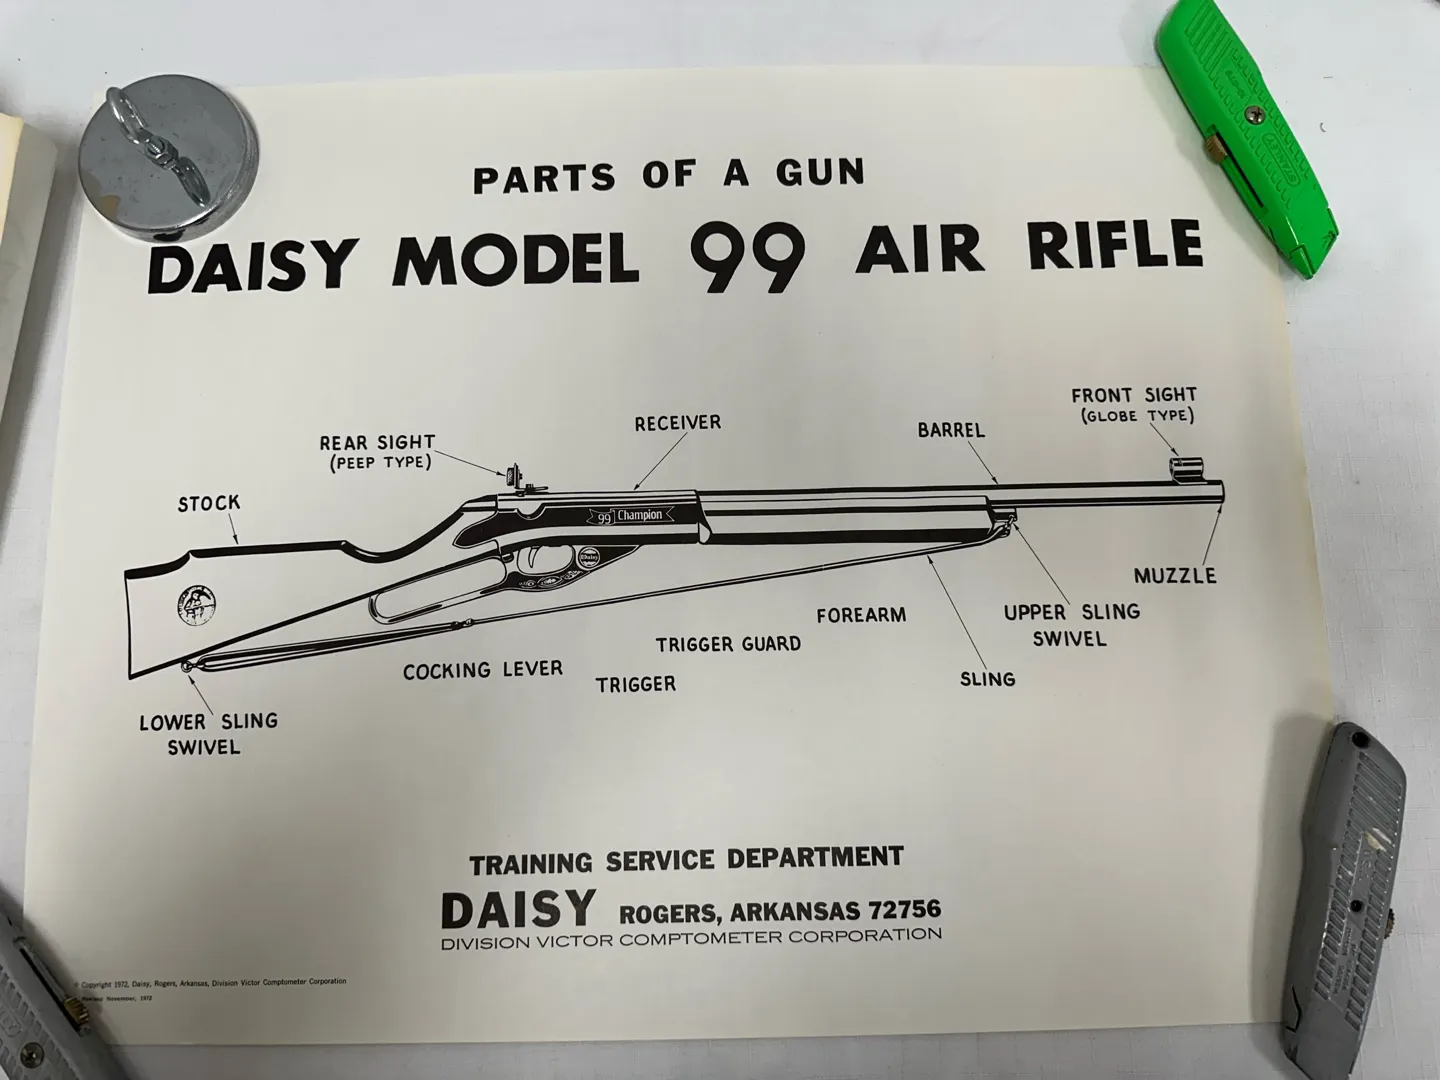 PARTS OF A GUN
DAISY MODEL 99 AIR RIFLE
FRONT SIGHT
(GLOBE TYPE)
RECEIVER
BARREL
REAR SIGHT
(PEEP TYPE)
STOCK
99 Champion
Daisy
MUZZLE
UPPER SLING
SWIVEL
FOREARM
TRIGGER GUARD
COCKING LEVER
TRIGGER
SLING
LOWER SLING
SWIVEL
TRAINING SERVICE DEPARTMENT
DAISY ROGERS, ARKANSAS 72756
DIVISION VICTOR COMPTOMETER CORPORATION
© Copyright 1972, Daisy, Rogers, Arkansas, Division Victor Comptometer Corporation
Revised November, 1972
STANLEY